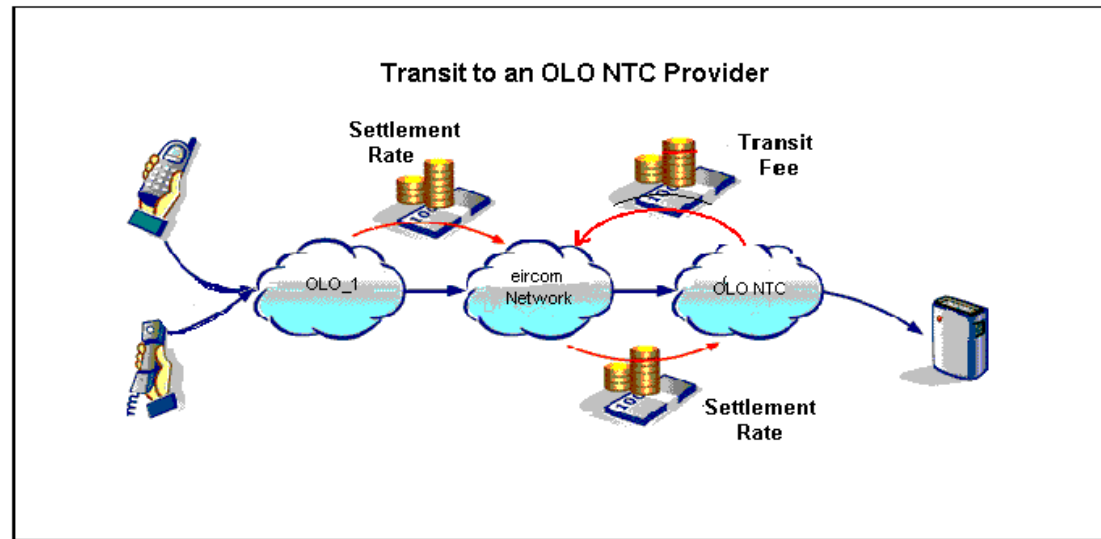 Transit to an OLO NTC Provider
Settlement
Rate
Transit
Fee
OLO_1
eircom
Network
OLO NTC
Settlement
Rate